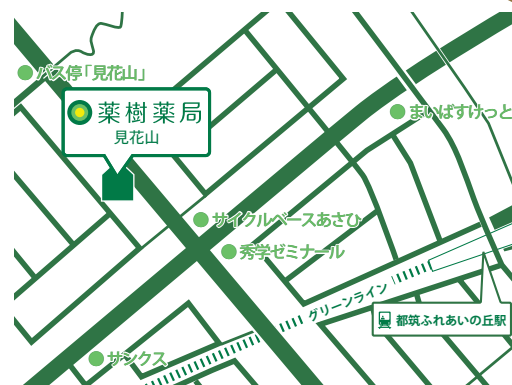 バス停「見花山」
薬樹薬局
見花山
まいばすけっと
サイクルベースあさひ
秀学ゼミナール
グリーンライン
都筑ふれあいの丘駅
サンクス